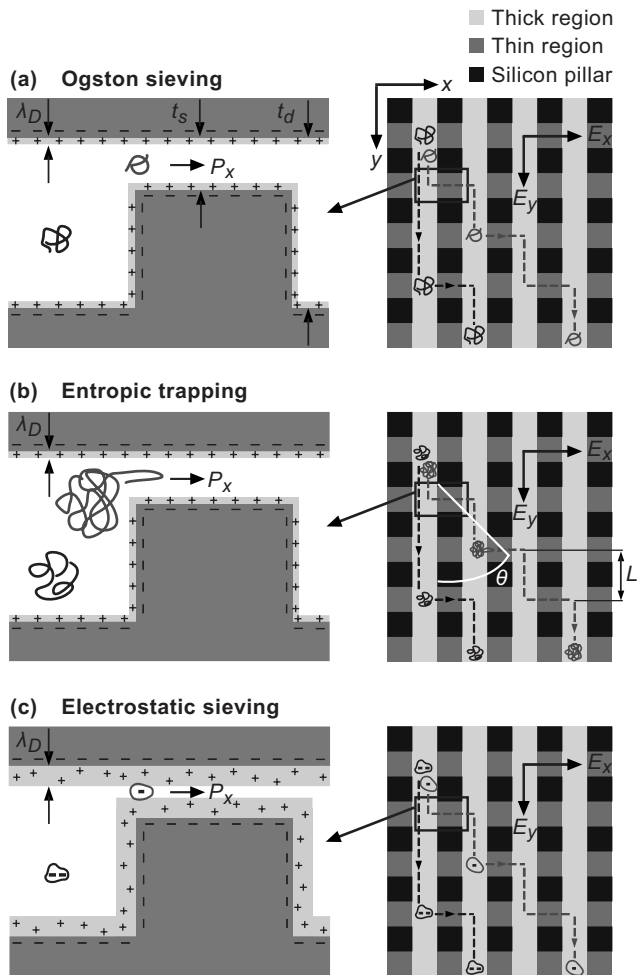 Thick region
Thin region
Silicon pillar
(a) Ogston sieving
λD ts td
Px
x
y
Ex
Ey
(b) Entropic trapping
λD
Px
Ex
Ey
θ
L
(c) Electrostatic sieving
λD
Px
Ex
Ey